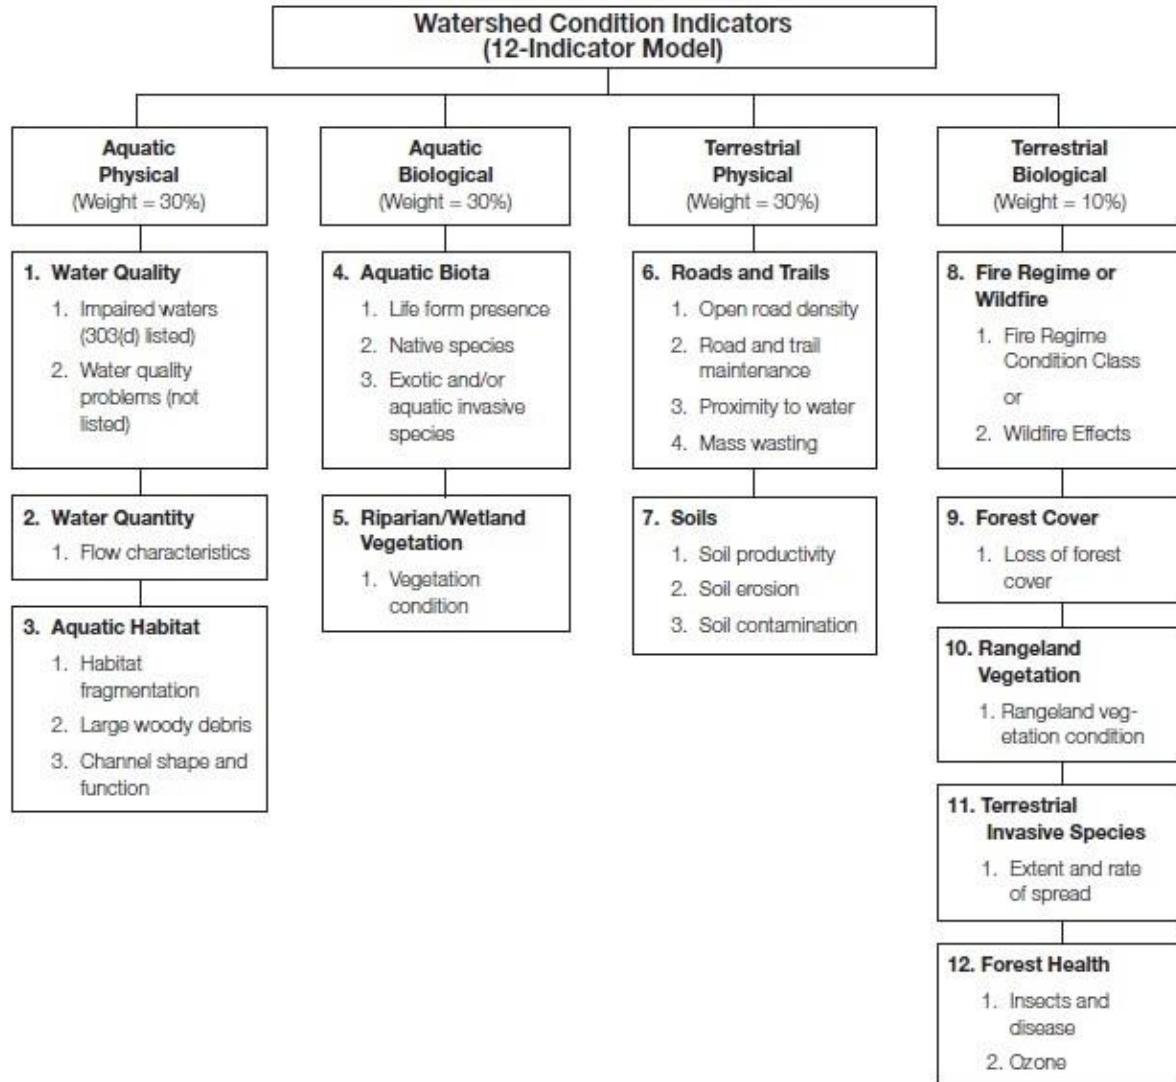 Watershed Condition Indicators
(12-Indicator Model)
Aquatic
Physical
(Weight = 30%)
1. Water Quality
1. Impaired waters
(303(d) listed)
2. Water quality
problems (not
listed)
2. Water Quantity
1. Flow characteristics
3. Aquatic Habitat
1. Habitat
fragmentation
2. Large woody debris
3. Channel shape and
function
Aquatic
Biological
(Weight = 30%)
4. Aquatic Biota
1. Life form presence
2. Native species
3. Exotic and/or
aquatic invasive
species
5. Riparian/Wetland
Vegetation
1. Vegetation
condition
Terrestrial
Physical
(Weight = 30%)
6. Roads and Trails
1. Open road density
2. Road and trail
maintenance
3. Proximity to water
4. Mass wasting
7. Soils
1. Soil productivity
2. Soil erosion
3. Soil contamination
Terrestrial
Biological
(Weight = 10%)
8. Fire Regime or
Wildfire
1. Fire Regime
Condition Class
or
2. Wildfire Effects
9. Forest Cover
1. Loss of forest
cover
10. Rangeland
Vegetation
1. Rangeland veg-
etation condition
11. Terrestrial
Invasive Species
1. Extent and rate
of spread
12. Forest Health
1. Insects and
disease
2. Ozone